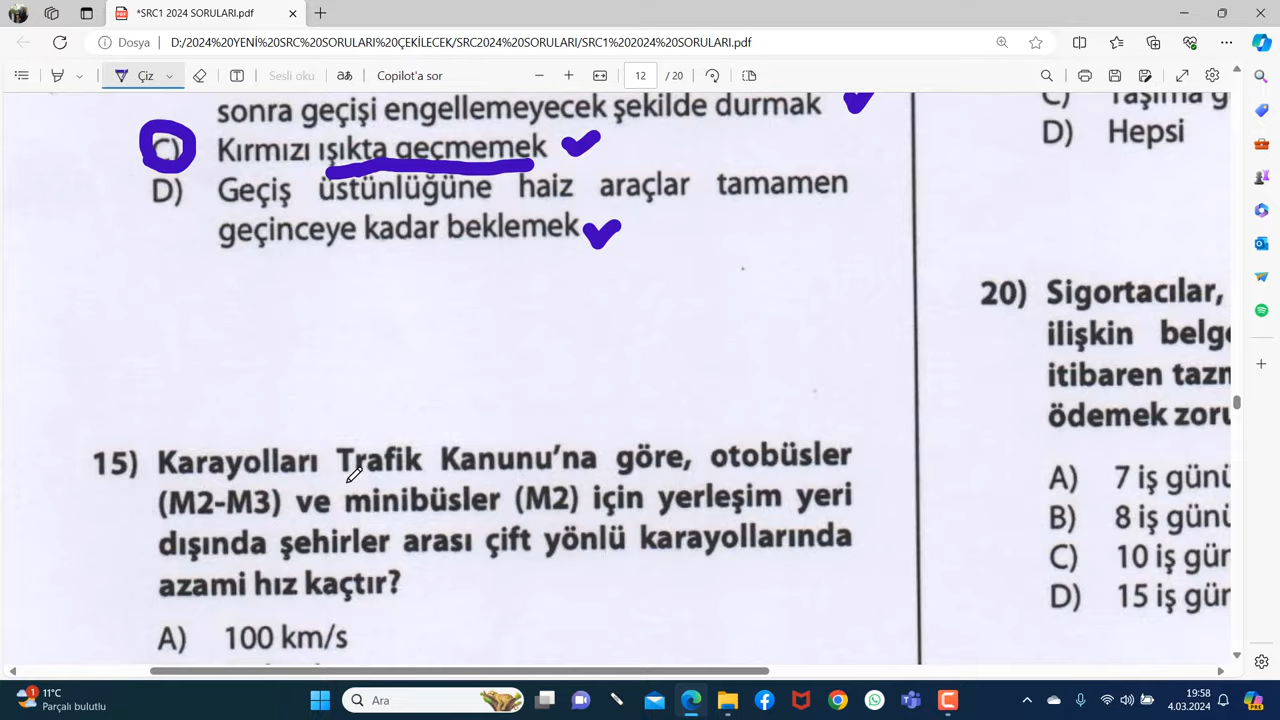 *SRC1 2024 SORULARI.pdf
Dosya
D:/2024%20YENİ%20SRC%20SORULARI%20ÇEKİLECEK/SRC2024%20SORULARI/SRC1%202024%20SORULARI.pdf
Çiz
Sesli oku
Copilot'a sor
12 / 20
sonra geçişi engellemeyecek şekilde durmak
C) Kırmızı ışıkta geçmemek
D) Geçiş üstünlüğüne haiz araçlar tamamen
geçinceye kadar beklemek
15) Karayolları Trafik Kanunu'na göre, otobüsler
(M2-M3) ve minibüsler (M2) için yerleşim yeri
dışında şehirler arası çift yönlü karayollarında
azami hız kaçtır?
A) 100 km/s
D) Hepsi
20) Sigortacılar,
ilişkin
itibaren
ödemek
A) 7 iş
B) 8 iş
C) 10 iş
D) 15 iş
1
11°C
Parçalı bulutlu
Ara
19:58
4.03.2024